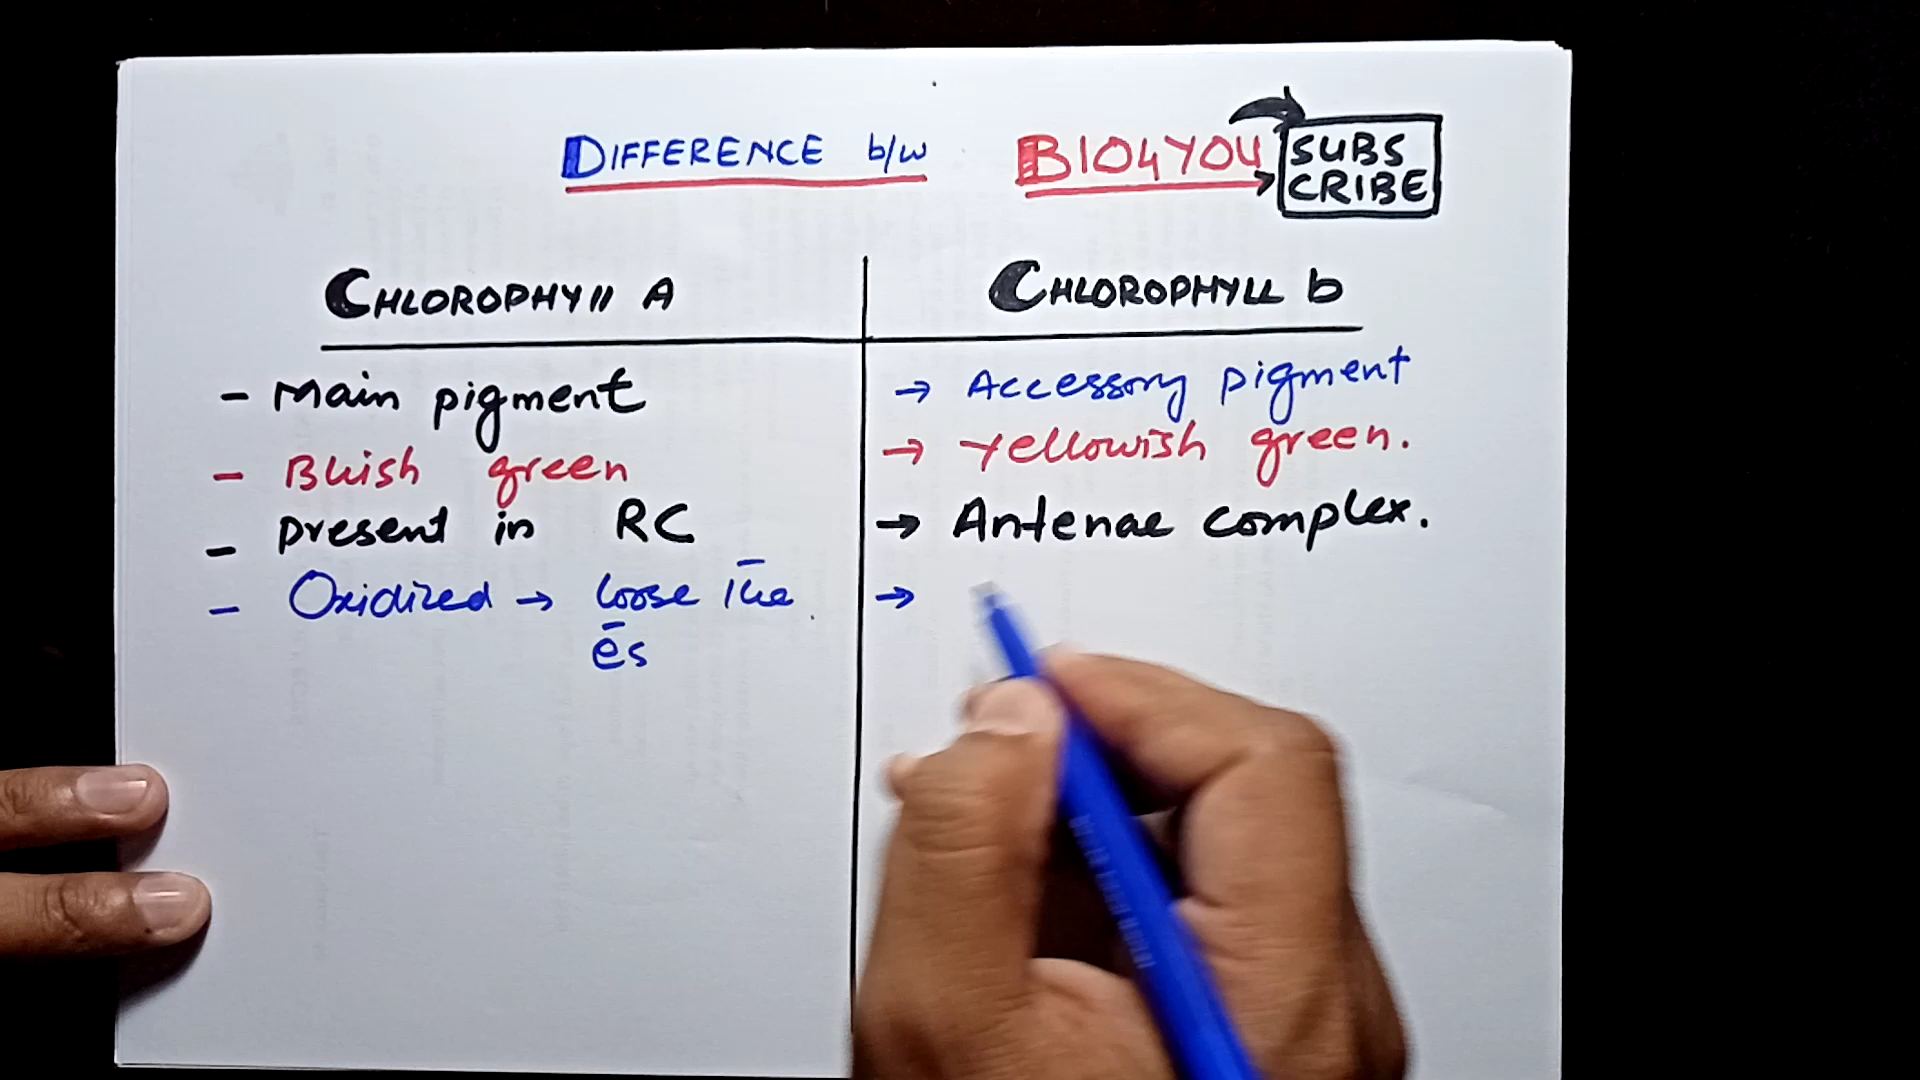 DIFFERENCE b/w BIO4YOU SUBS
CRIBE
CHLOROPHYll A
CHLOROPHYLL b
- Main pigment
→ Accessory pigment
- Bluish green
→ Yellowish green.
- present in RC
→ Antenae complex.
- Oxidized → loose
ēs
→